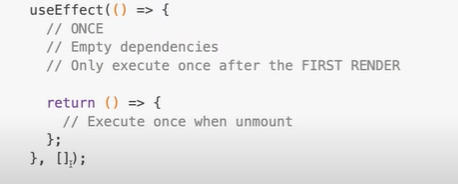 useEffect(() => {
// ONCE
// Empty dependencies
// Only execute once after the FIRST RENDER
return () => {
// Execute once when unmount
};
}, []);